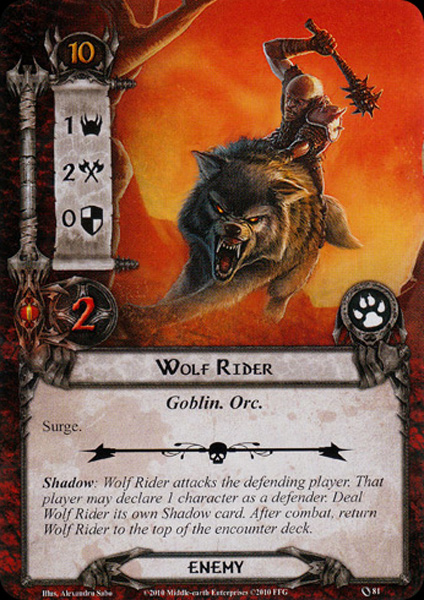 10
1
2
0
2
Wolf Rider
Goblin. Orc.
Surge.
Shadow: Wolf Rider attacks the defending player. That
player may declare 1 character as a defender. Deal
Wolf Rider its own Shadow card. After combat, return
Wolf Rider to the top of the encounter deck.
ENEMY
Illus. Alexandru Sabo ©2010 Middle-earth Enterprises ©2010 FFG 81